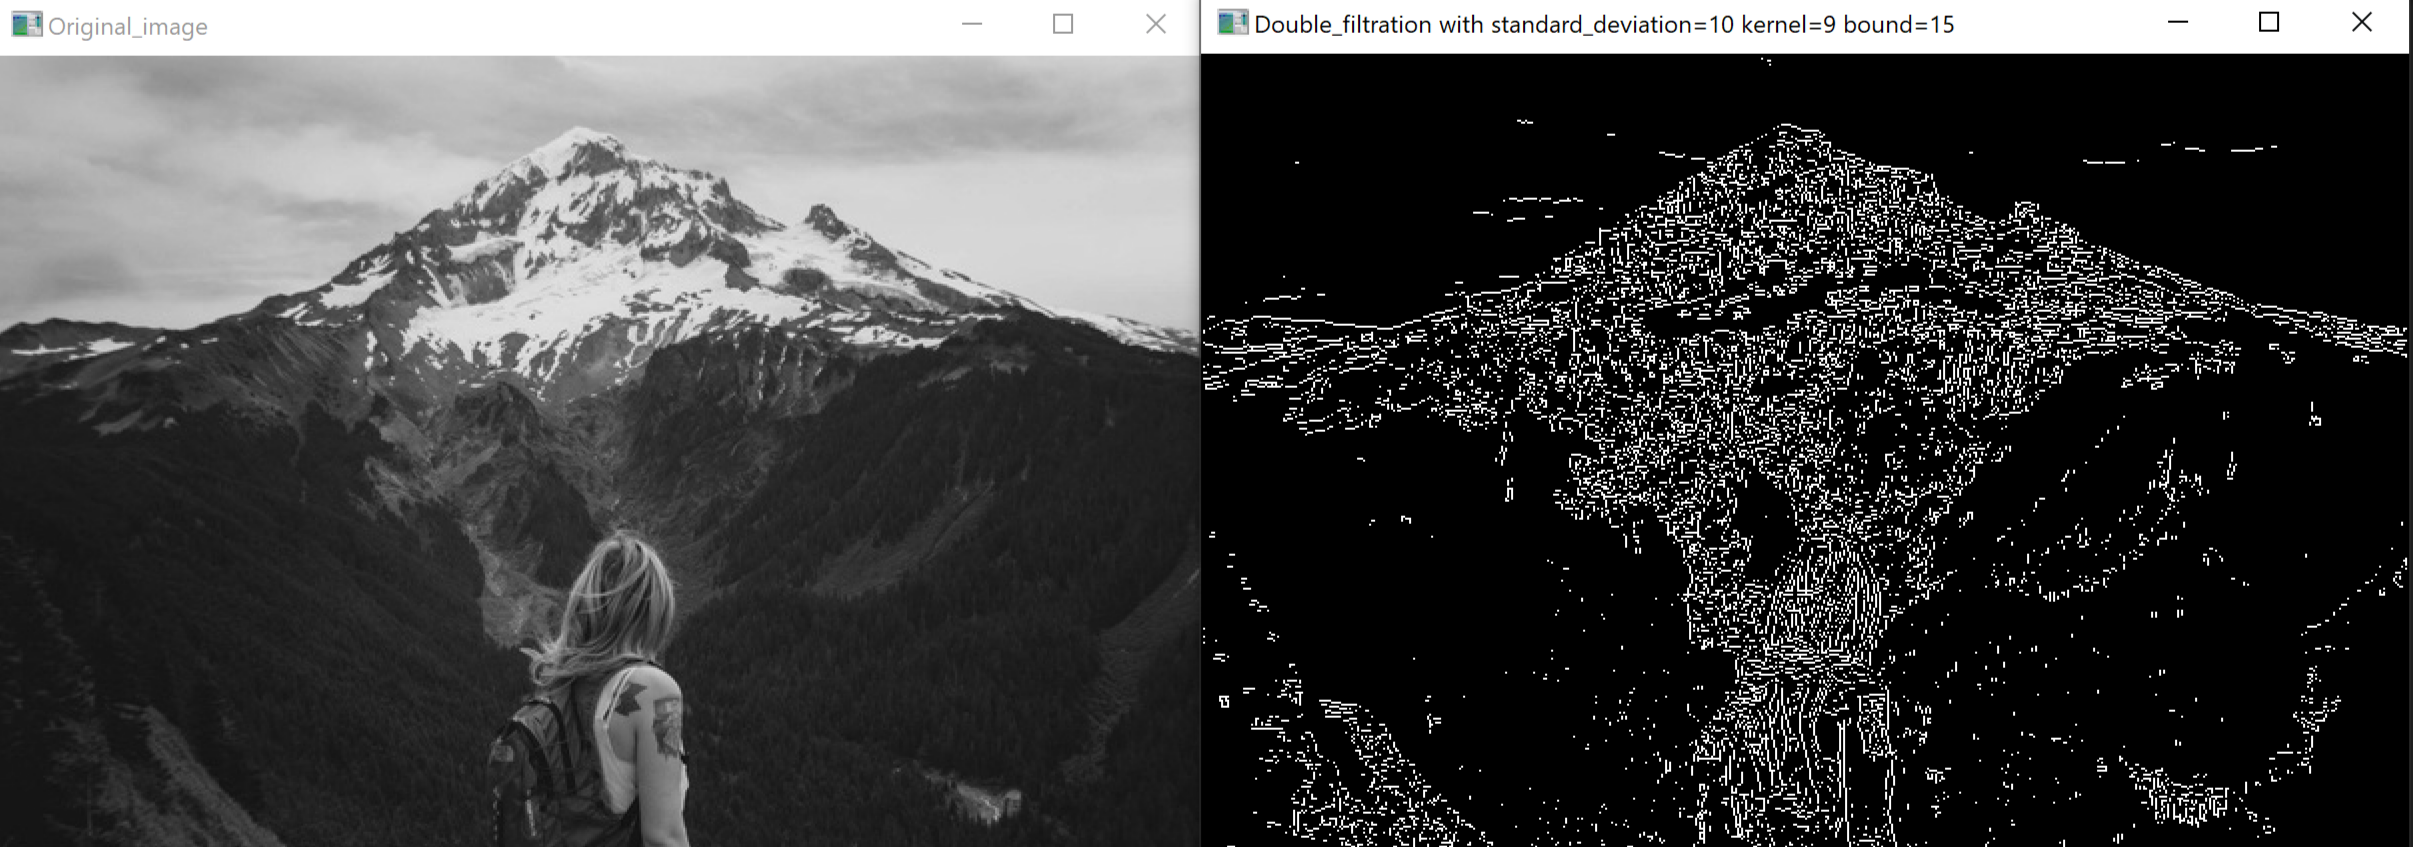 Original_image
Double_filtration with standard_deviation=10 kernel=9 bound=15